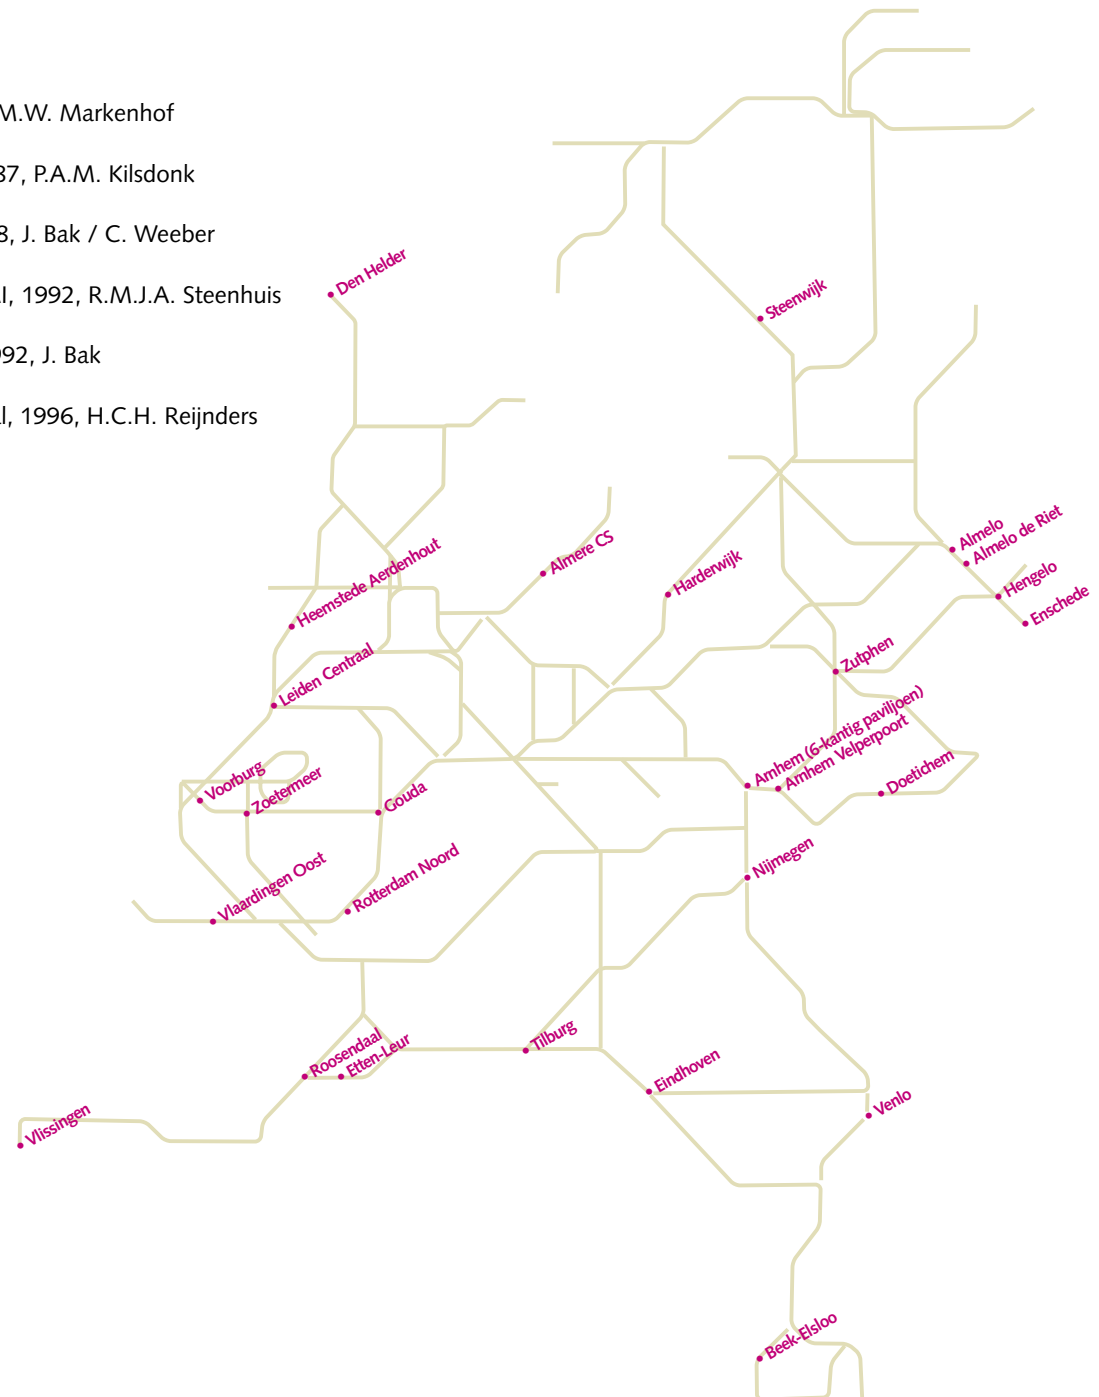 M.W. Markenhof
37, P.A.M. Kilsdonk
8, J. Bak / C. Weeber
I, 1992, R.M.J.A. Steenhuis
92, J. Bak
l, 1996, H.C.H. Reijnders
Den Helder
Steenwijk
Almelo
Almelo de Riet
Heemstede Aerdenhout
Almere CS
Harderwijk
Hengelo
Enschede
Leiden Centraal
Zutphen
Arnhem (6-kantig paviljoen)
Arnhem Velperpoort
Voorburg
Zoetermeer
Gouda
Doetichem
Vlaardingen Oost
Rotterdam Noord
Nijmegen
Roosendaal
Etten-Leur
Tilburg
Eindhoven
Venlo
Vlissingen
Beek-Elsloo